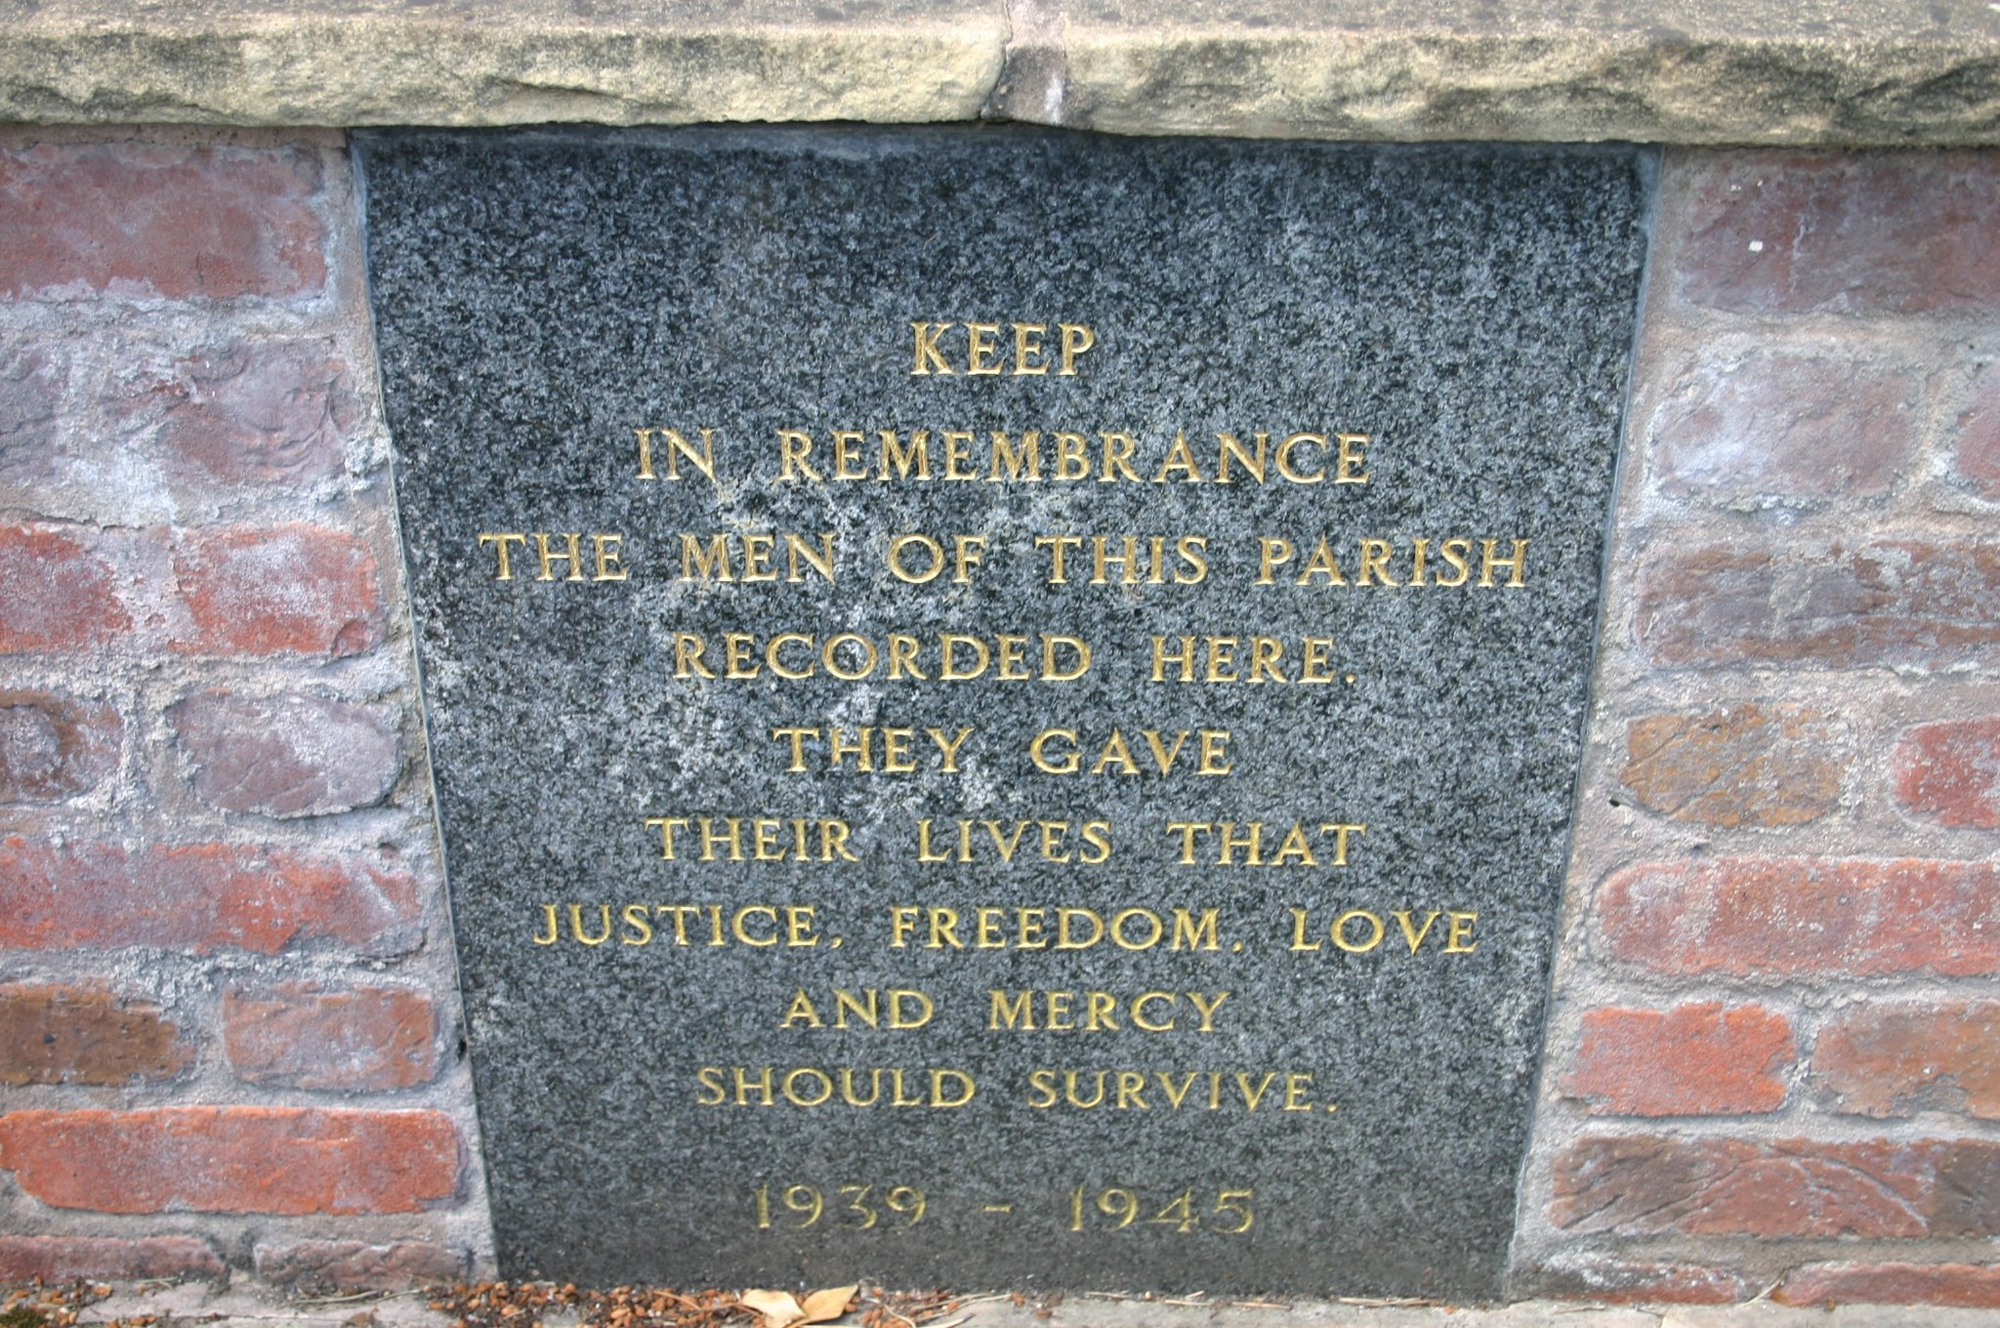 KEEP
IN REMEMBRANCE
THE MEN OF THIS PARISH
RECORDED HERE.
THEY GAVE
THEIR LIVES THAT
JUSTICE, FREEDOM, LOVE
AND MERCY
SHOULD SURVIVE.
1939 - 1945